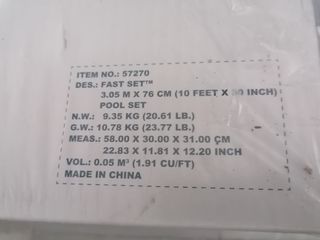 ITEM NO.: 57270
DES.: FAST SET™
3.05 M X 76 CM (10 FEET X 30 INCH)
POOL SET
N.W.: 9.35 KG (20.61 LB.)
G.W.: 10.78 KG (23.77 LB.)
MEAS.: 58.00 X 30.00 X 31.00 CM
22.83 X 11.81 X 12.20 INCH
VOL.: 0.05 M³ (1.91 CU/FT)
MADE IN CHINA